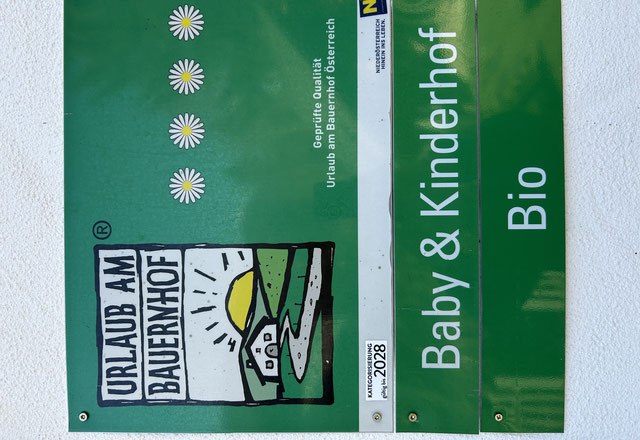 URLAUB AM
BAUERNHOF
®
Geprüfte Qualität
Urlaub am Bauernhof Österreich
KATEGORISIERUNG
gültig bis 2028
N
NIEDERÖSTERREICH
HINEIN INS LEBEN.
Baby & Kinderhof
Bio